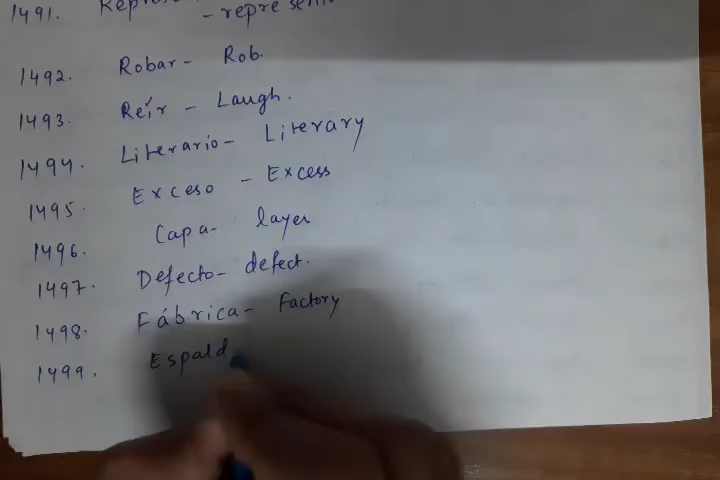 1491.
1492. Robar - Rob.
1493. Reír - Laugh.
1494. Literario - Literary
1495. Exceso - Excess
1496. Capa - layer
1497. Defecto - defect.
1498. Fábrica - Factory
1499. Espald